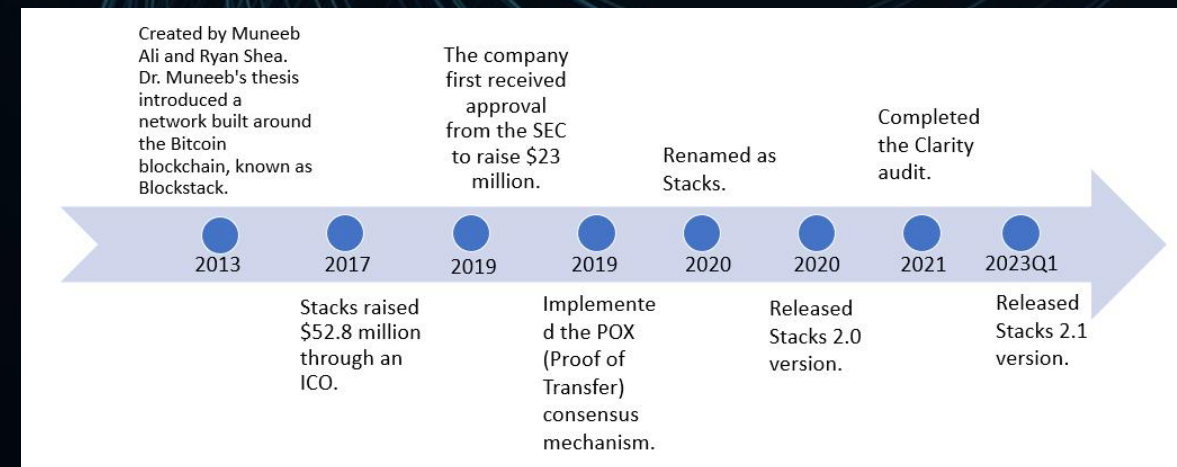 Created by Muneeb
Ali and Ryan Shea.
Dr. Muneeb's thesis
introduced a
network built around
the Bitcoin
blockchain, known as
Blockstack.
The company
first received
approval
from the SEC
to raise $23
million.
Renamed as
Stacks.
Completed
the Clarity
audit.
2013
2017
2019
2019
2020
2020
2021
2023Q1
Stacks raised
$52.8 million
through an
ICO.
Implemente
d the POX
(Proof of
Transfer)
consensus
mechanism.
Released
Stacks 2.0
version.
Released
Stacks 2.1
version.